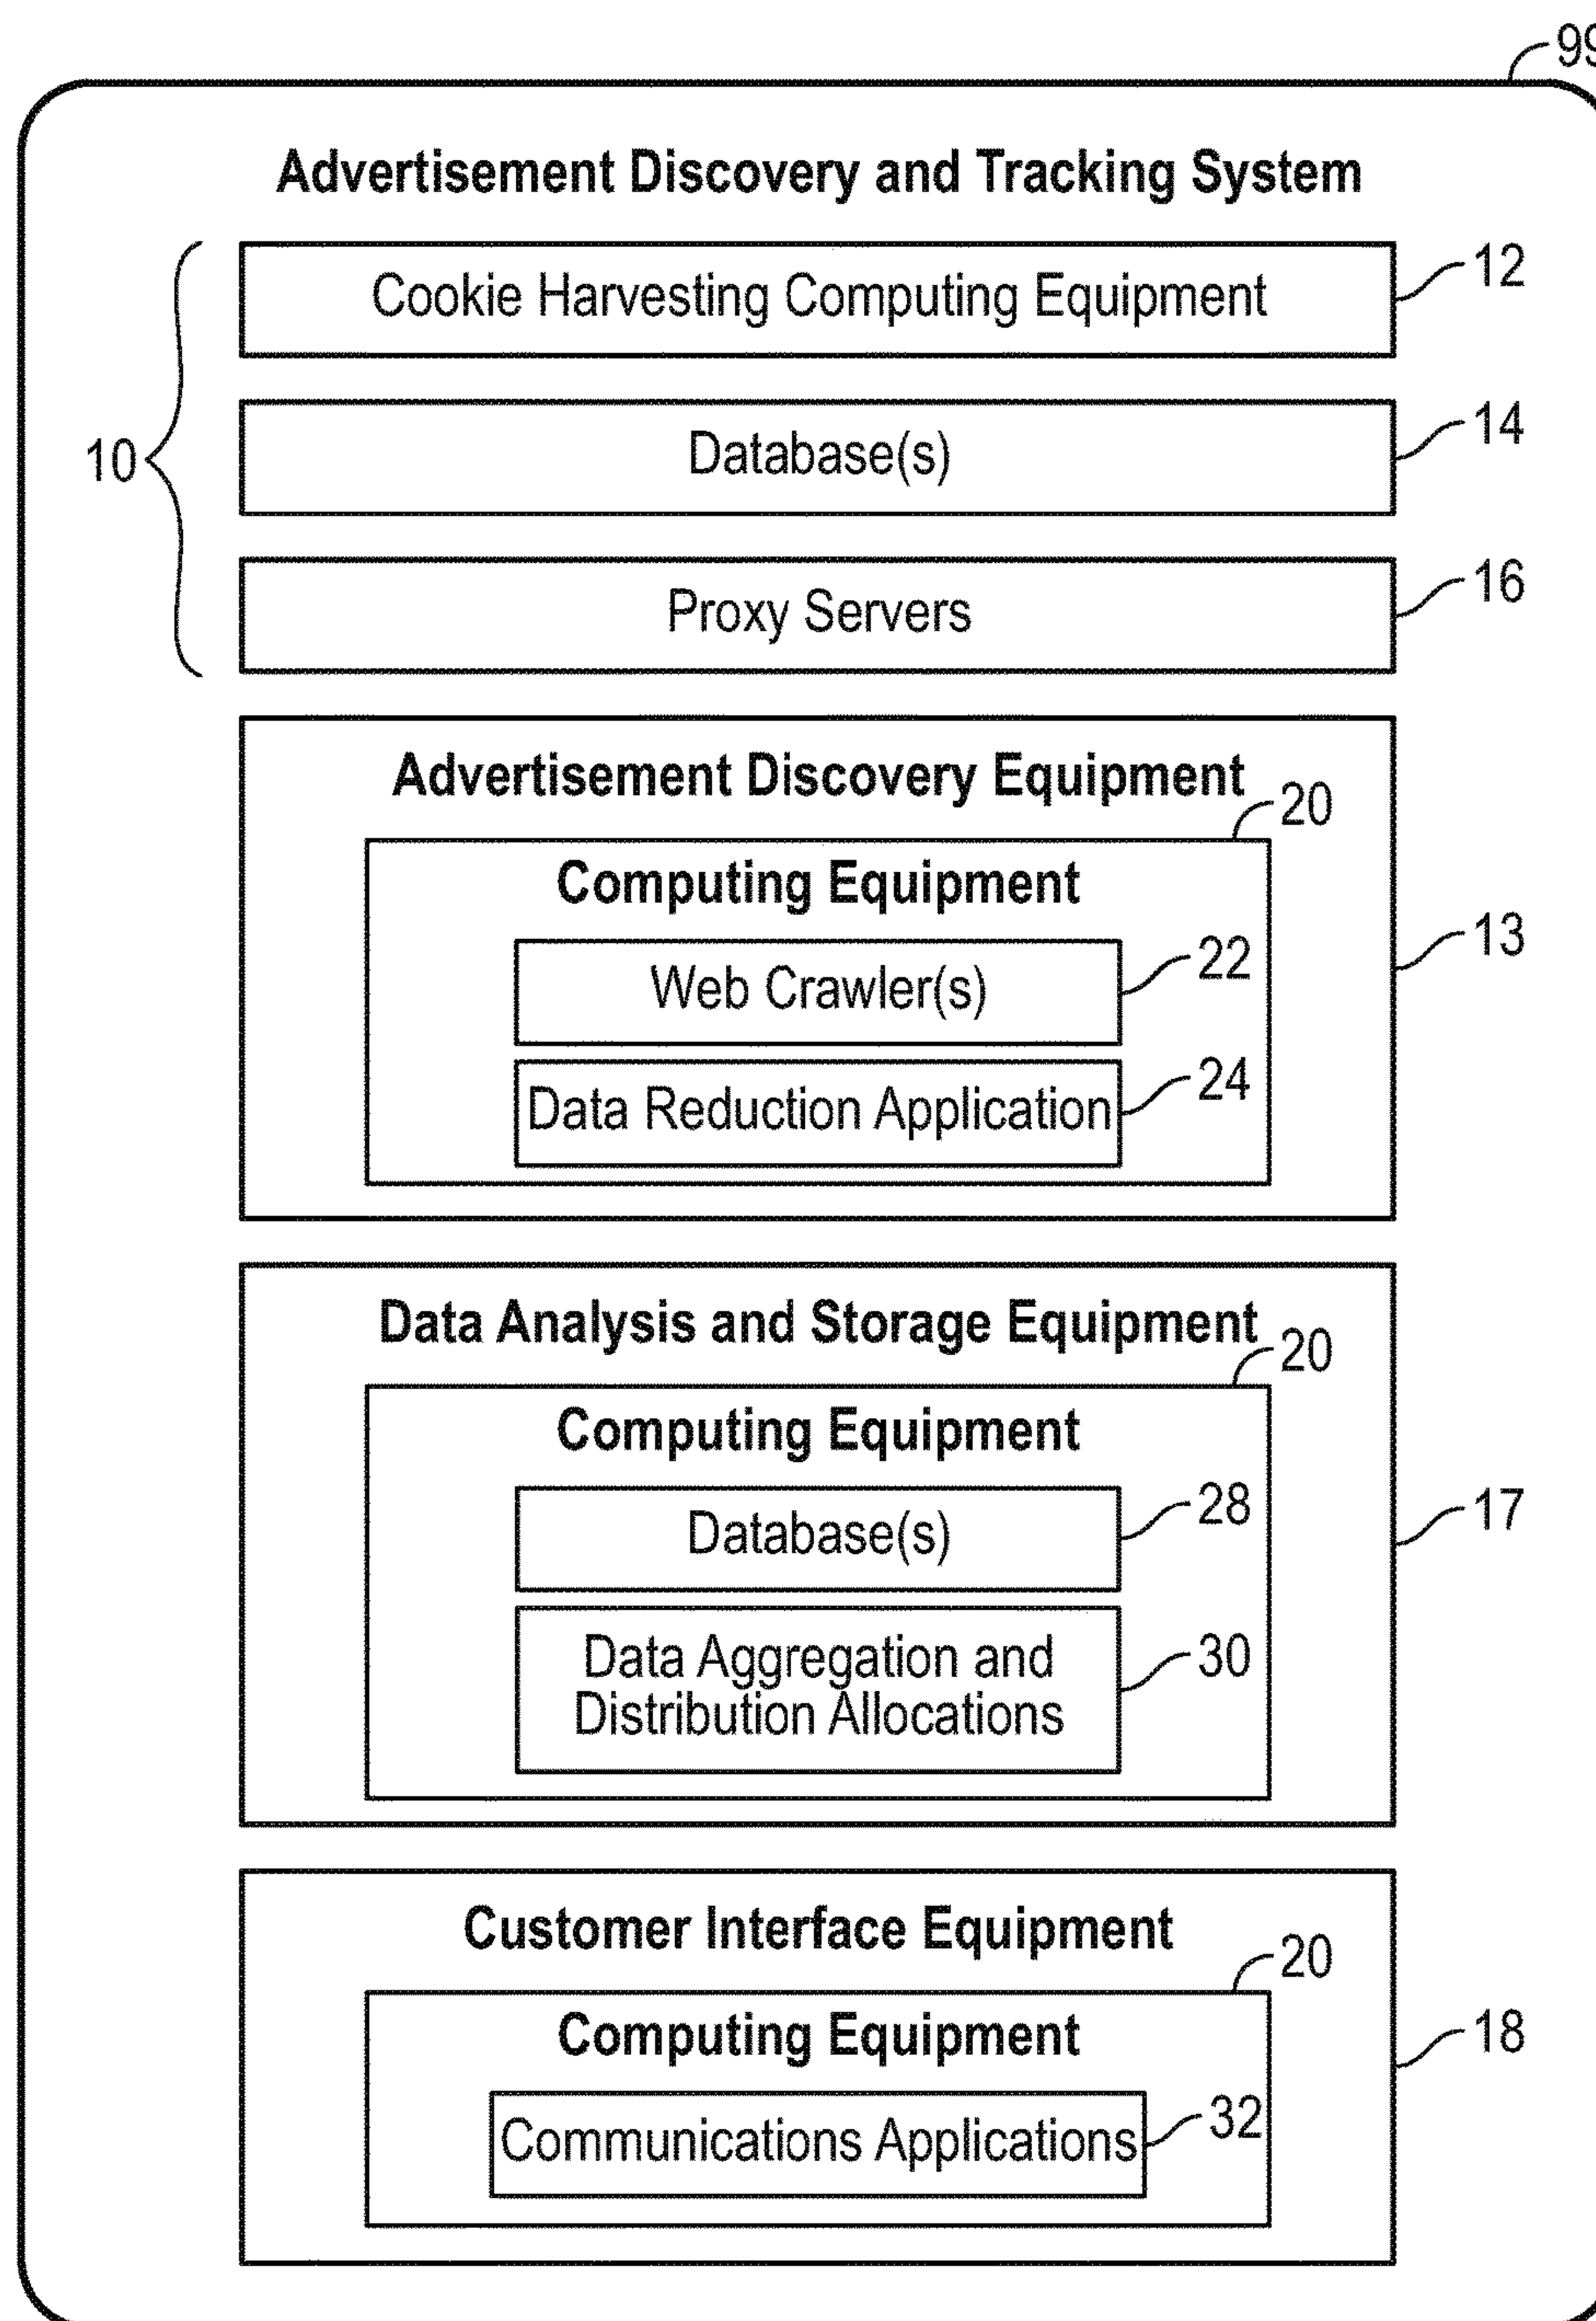 99
Advertisement Discovery and Tracking System
Cookie Harvesting Computing Equipment
12
10
Database(s)
14
Proxy Servers
16
Advertisement Discovery Equipment
20
Computing Equipment
Web Crawler(s)
22
Data Reduction Application
24
13
Data Analysis and Storage Equipment
20
Computing Equipment
Database(s)
28
Data Aggregation and
Distribution Allocations
30
17
Customer Interface Equipment
20
Computing Equipment
Communications Applications
32
18